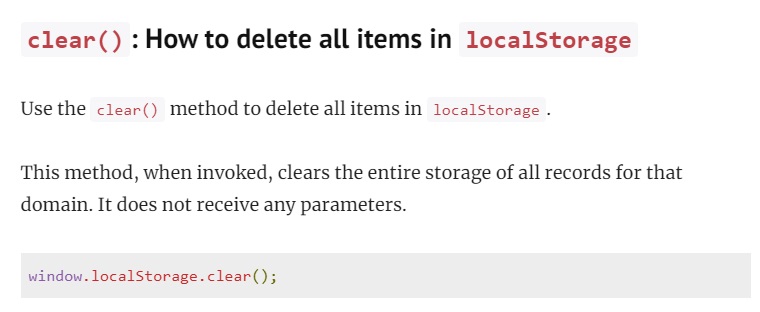 clear(): How to delete all items in localStorage
Use the clear() method to delete all items in localStorage.
This method, when invoked, clears the entire storage of all records for that
domain. It does not receive any parameters.
window.localStorage.clear();